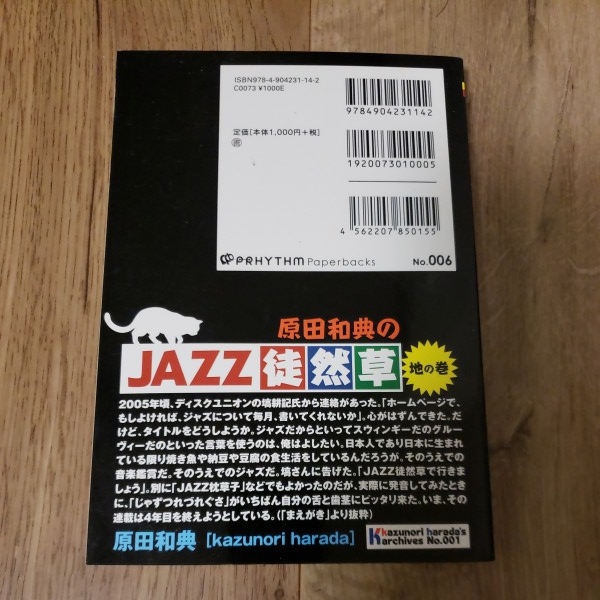 ISBN978-4-904231-14-2
C0073 ¥1000E
9784904231142
定価[本体1,000円+税]
1920073010005
4 562207 850155
PRHYTHM Paperbacks No.006
原田和典の
JAZZ徒然草
地の巻
2005年頃、ディスクユニオンの塙耕記氏から連絡があった。「ホームページで、
もしよければ、ジャズについて毎月、書いてくれないか」。心がはずんできた。だ
けど、タイトルをどうしようか。ジャズだからといってスウィンギーだのグルー
ヴィーだのといった言葉を使うのは、俺はよしたい。日本人であり日本に生まれ
ている限り焼き魚や納豆や豆腐の食生活をしているんだろうが、そのうえでの
音楽鑑賞だ、そのうえでのジャズだ。塙さんに告げた。「JAZZ徒然草で行きま
しょう」。別に「JAZZ枕草子」などでもよかったのだが、実際に発音してみたとき
に、「じゃずつれづれぐさ」がいちばん自分の舌と歯茎にピッタリ来た。いま、その
連載は4年目を終えようとしている。(「まえがき」より抜粋)
原田和典 [kazunori harada]
kazunori harada's
archives No.001